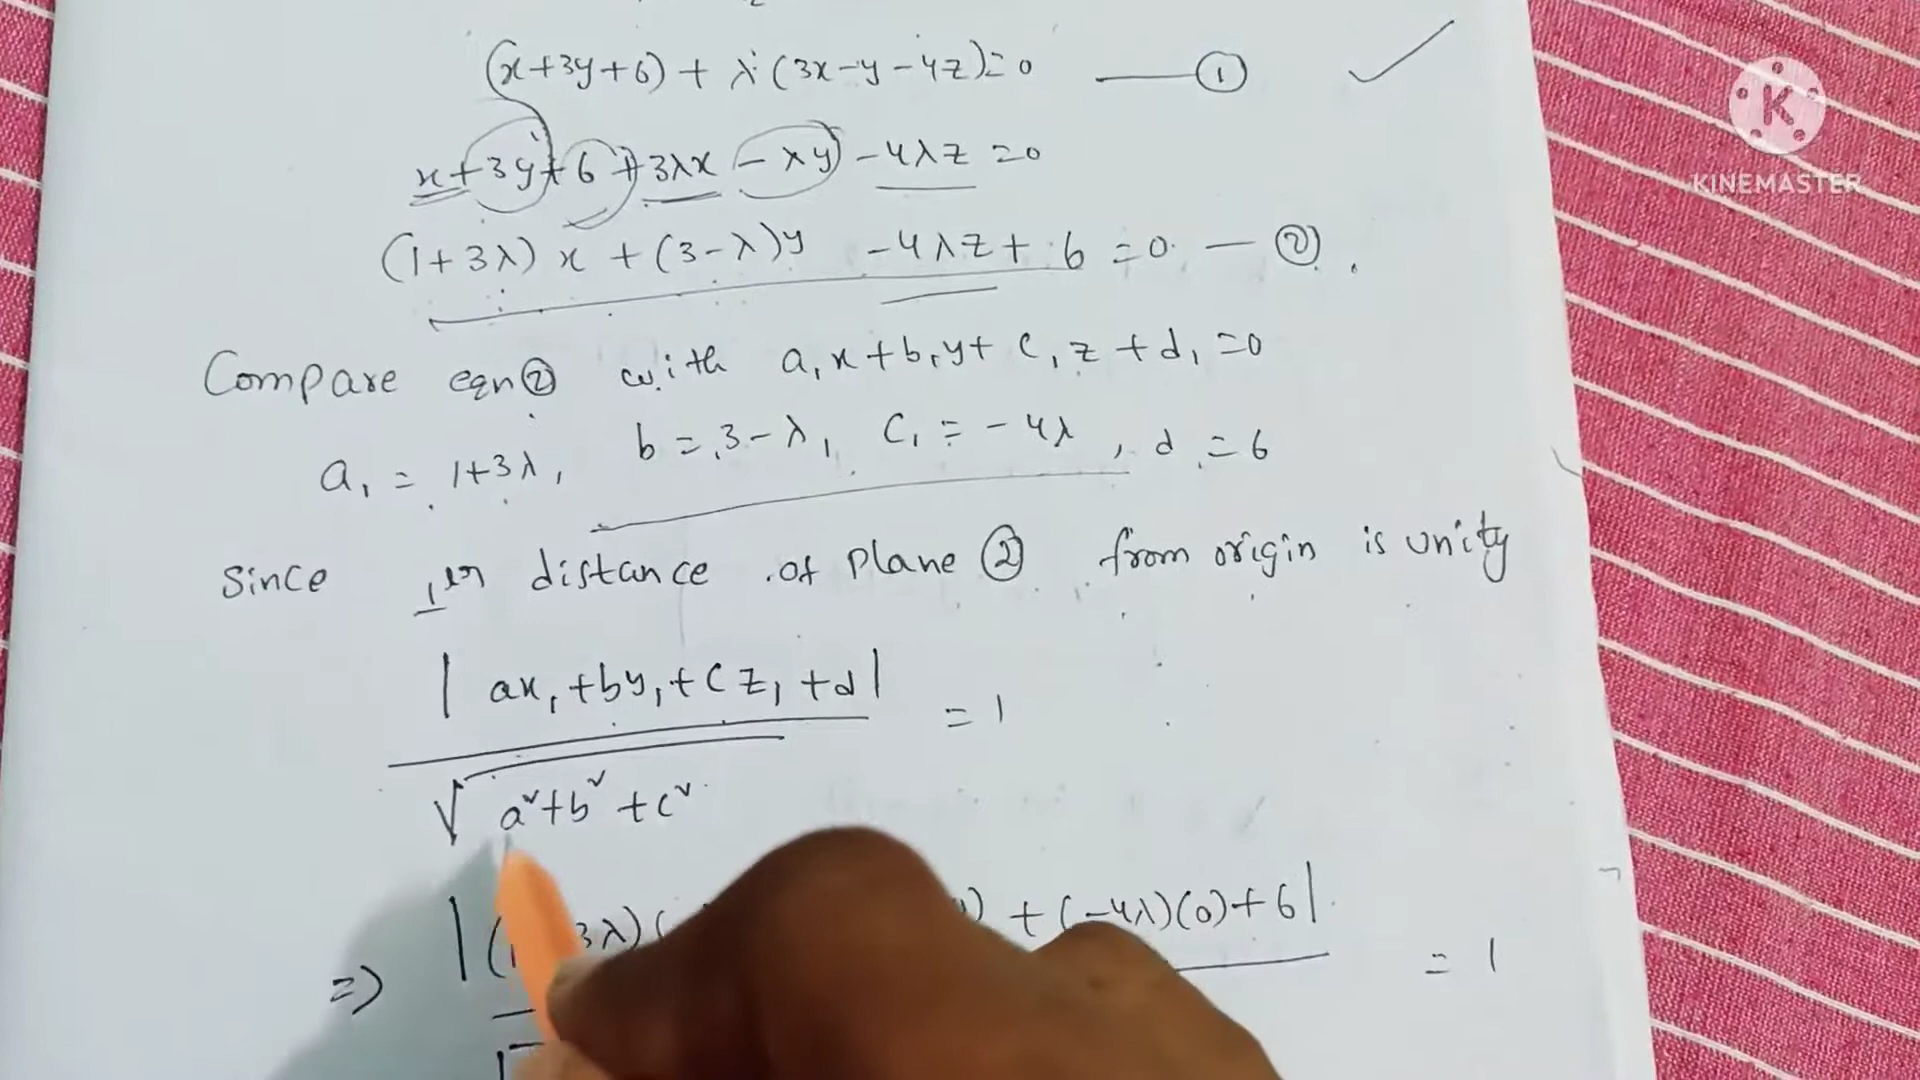 (x+3y+6) + λ(3x-y-4z)=0 —— ①
KINEMASTER
x+3y+6+3λx-λy-4λz=0
(1+3λ)x+(3-λ)y -4λz+6=0 — ②.
Compare eqn② with a₁x+b₁y+c₁z+d₁=0
a₁ = 1+3λ, b=3-λ, c₁=-4λ, d=6
Since ⊥er distance of plane ② from origin is unity
|ax₁+by₁+cz₁+d| = 1
√a²+b²+c²
=> |( 3λ)( ) + (-4λ)(0)+6| = 1